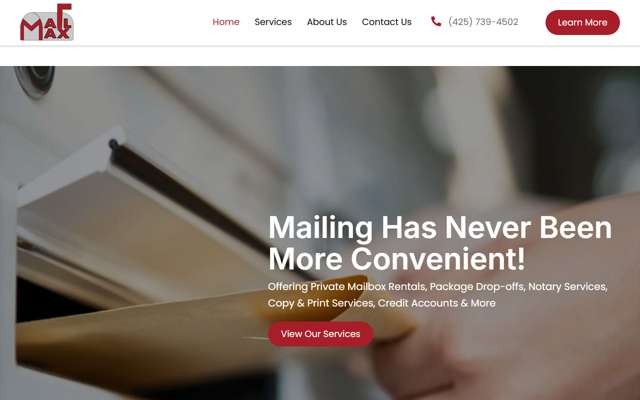 MAIL
MAX
Home Services About Us Contact Us (425) 739-4502 Learn More
Mailing Has Never Been
More Convenient!
Offering Private Mailbox Rentals, Package Drop-offs, Notary Services,
Copy & Print Services, Credit Accounts & More
View Our Services